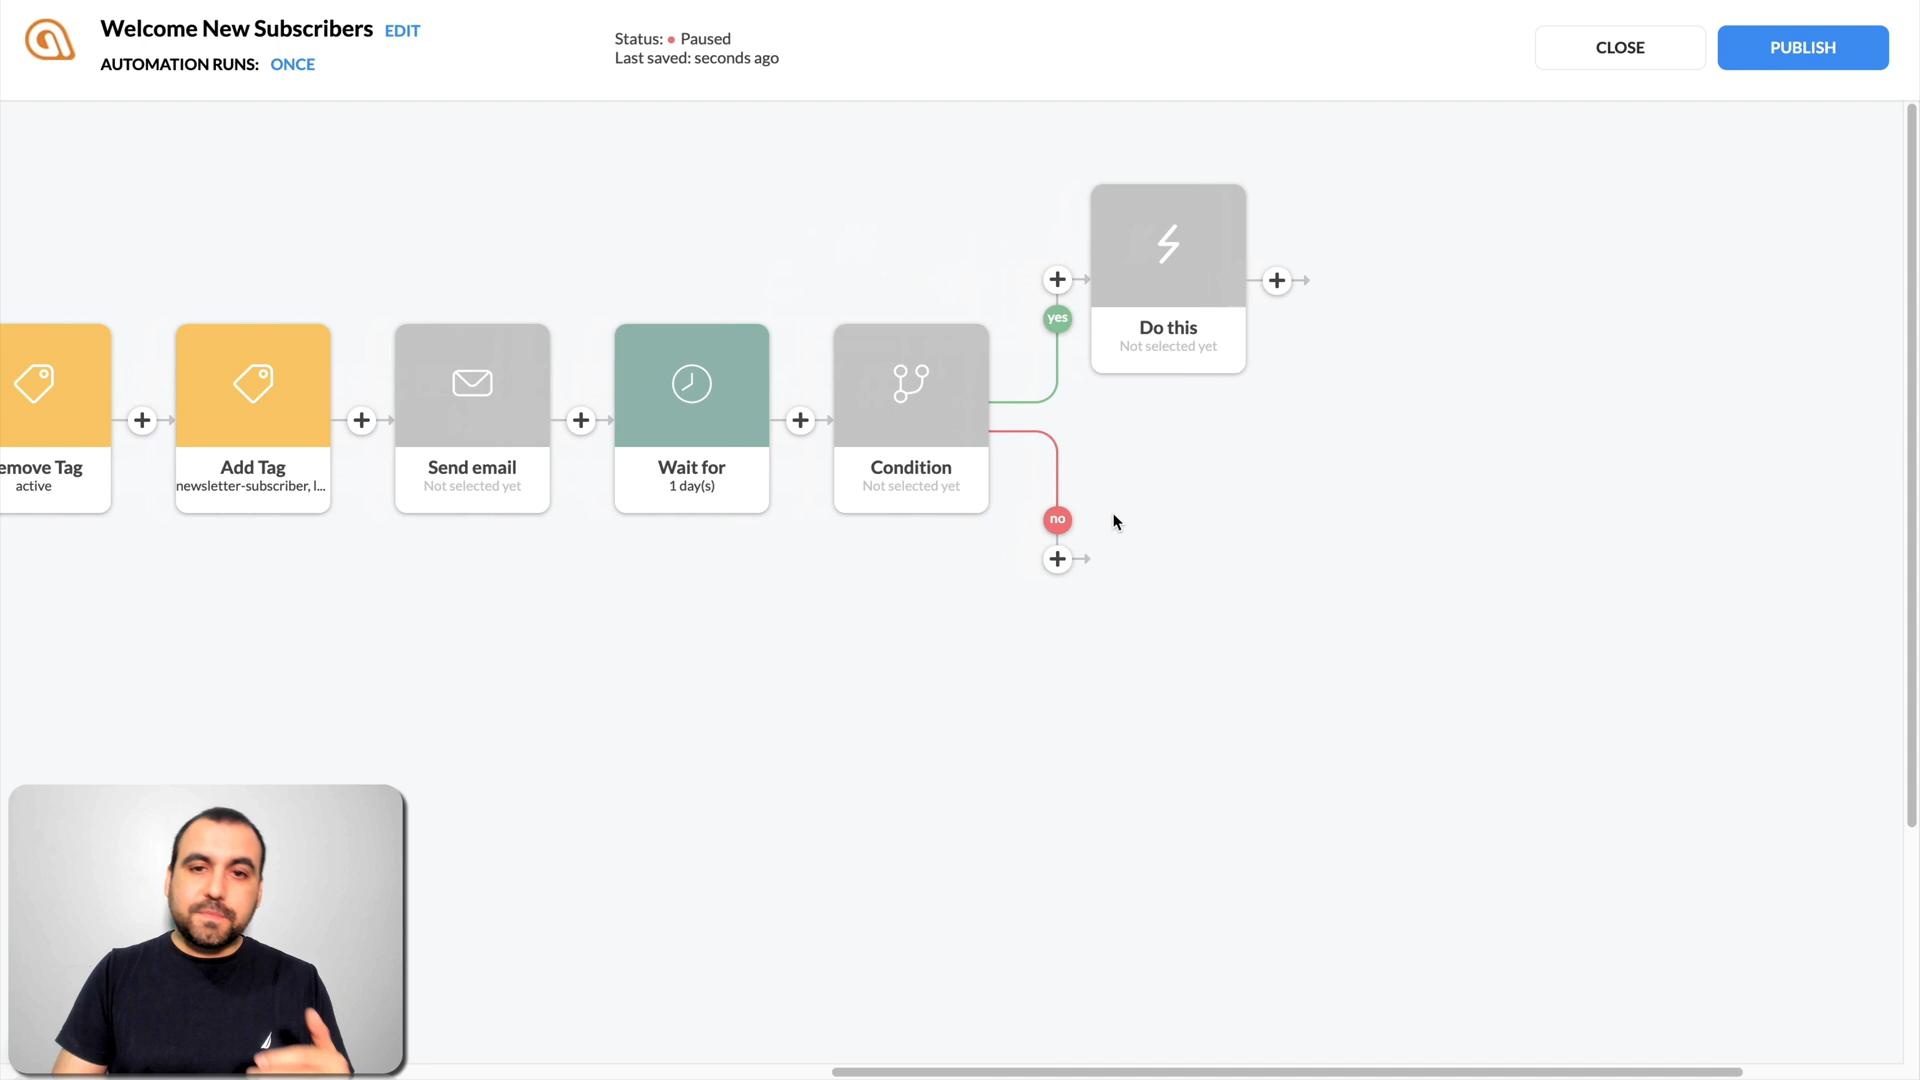 Welcome New Subscribers EDIT
AUTOMATION RUNS: ONCE
Status: Paused
Last saved: seconds ago
CLOSE
PUBLISH
yes
Do this
Not selected yet
emove Tag
active
Add Tag
newsletter-subscriber, l...
Send email
Not selected yet
Wait for
1 day(s)
Condition
Not selected yet
no